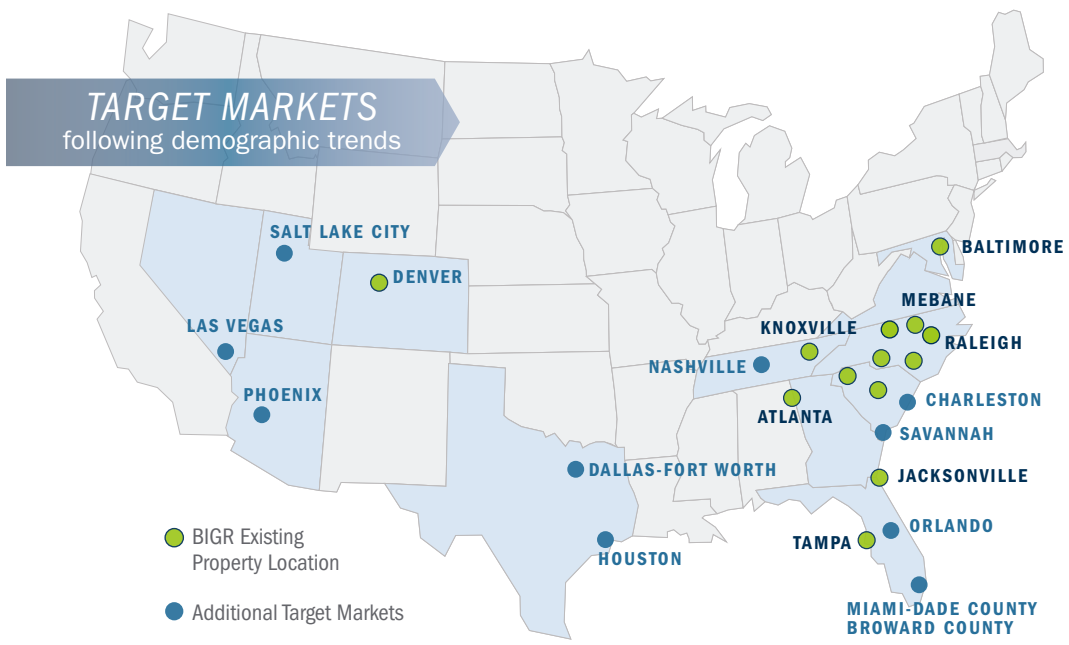 TARGET MARKETS
following demographic trends
SALT LAKE CITY
DENVER
BALTIMORE
MEBANE
LAS VEGAS
KNOXVILLE
RALEIGH
NASHVILLE
PHOENIX
CHARLESTON
ATLANTA
SAVANNAH
DALLAS-FORT WORTH
JACKSONVILLE
ORLANDO
BIGR Existing
Property Location
TAMPA
HOUSTON
Additional Target Markets
MIAMI-DADE COUNTY
BROWARD COUNTY